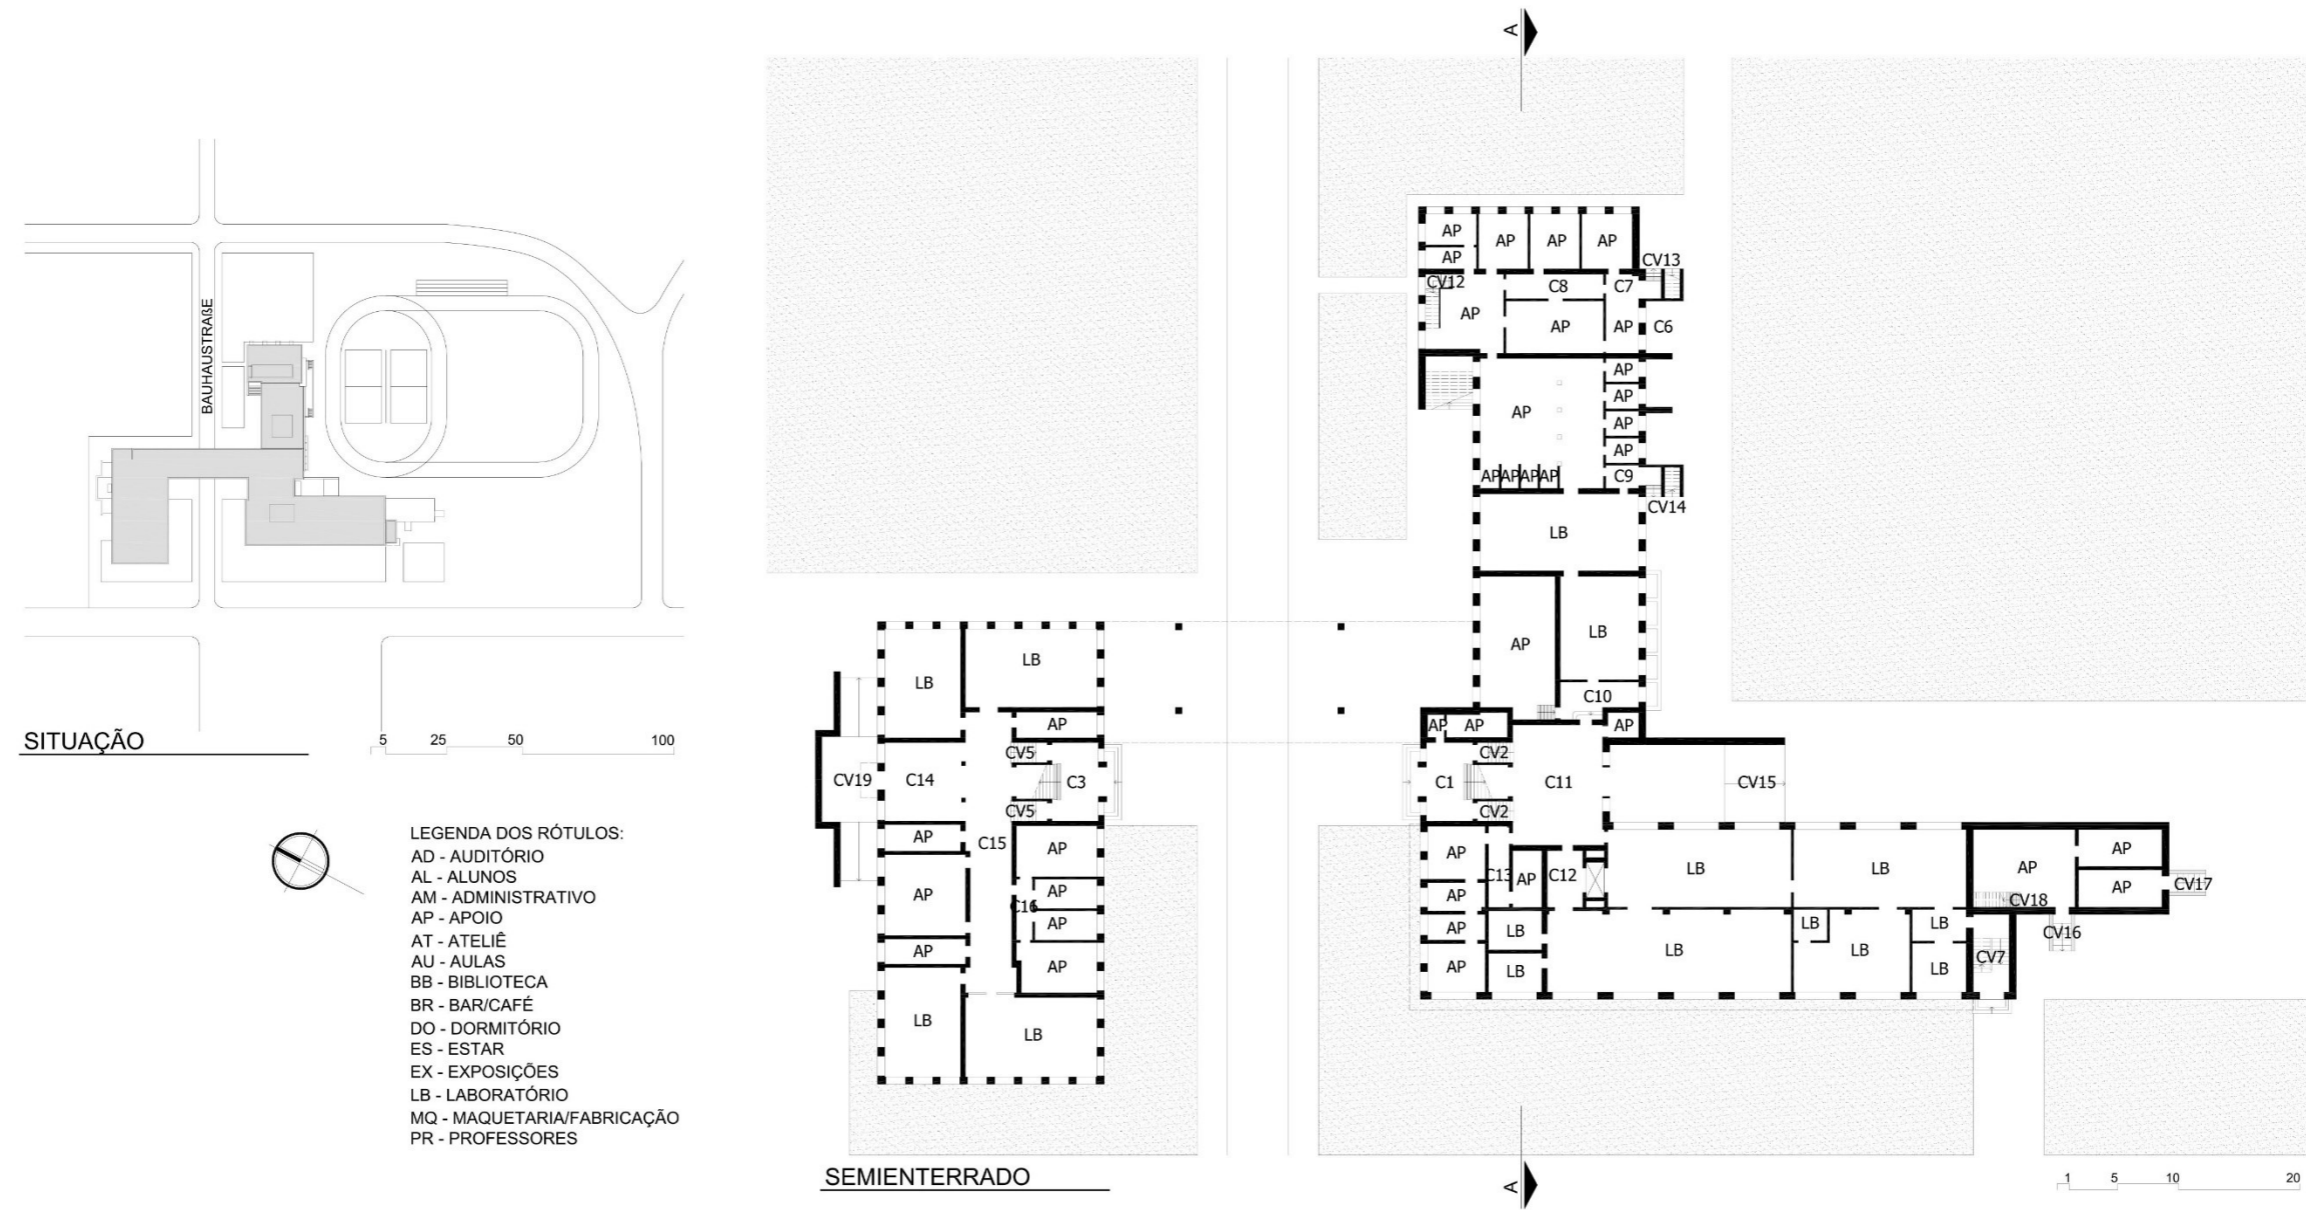 BAUHAUSTRAßE
SITUAÇÃO
5 25 50 100
LEGENDA DOS RÓTULOS:
AD - AUDITÓRIO
AL - ALUNOS
AM - ADMINISTRATIVO
AP - APOIO
AT - ATELIÊ
AU - AULAS
BB - BIBLIOTECA
BR - BAR/CAFÉ
DO - DORMITÓRIO
ES - ESTAR
EX - EXPOSIÇÕES
LB - LABORATÓRIO
MQ - MAQUETARIA/FABRICAÇÃO
PR - PROFESSORES
LB
LB
AP
CV5
CV19
C14
C3
CV5
AP
C15
AP
AP
AP
C16
AP
AP
AP
LB
LB
SEMIENTERRADO
A
AP
AP
AP
AP
AP
CV13
CV12
C8
C7
AP
AP
AP
C6
AP
AP
AP
AP
AP
AP
AP
AP
AP
C9
CV14
LB
AP
LB
C10
AP
AP
AP
CV2
C1
C11
CV15
CV2
AP
C13
AP
C12
LB
LB
AP
AP
AP
AP
CV17
CV18
AP
LB
LB
LB
LB
LB
CV16
AP
LB
LB
CV7
A
1 5 10 20